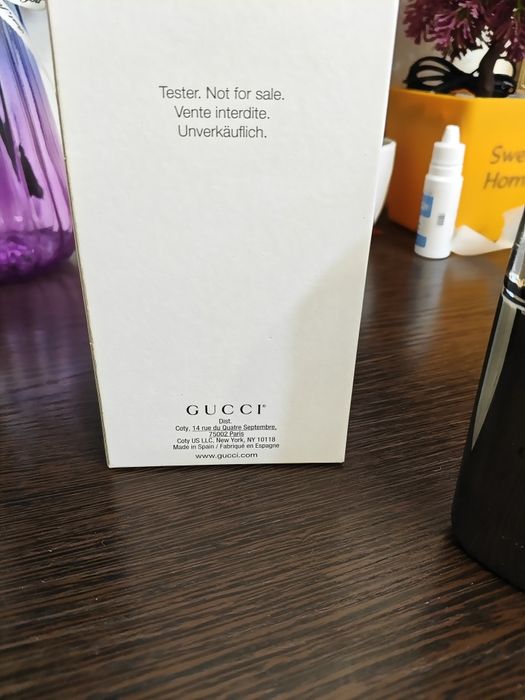 Tester. Not for sale.
Vente interdite.
Unverkäuflich.
GUCCI®
Dist.
Coty, 14 rue du Quatre Septembre,
75002 Paris
Coty US LLC, New York, NY 10118
Made in Spain / Fabriqué en Espagne
www.gucci.com